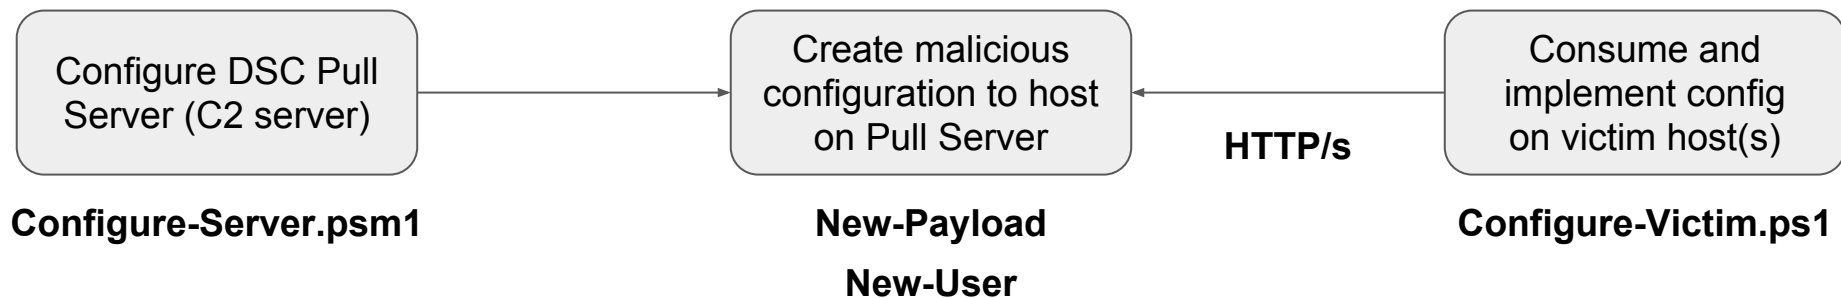 Configure DSC Pull
Server (C2 server)
Create malicious
configuration to host
on Pull Server
Consume and
implement config
on victim host(s)
HTTP/s
Configure-Server.psm1
New-Payload
New-User
Configure-Victim.ps1